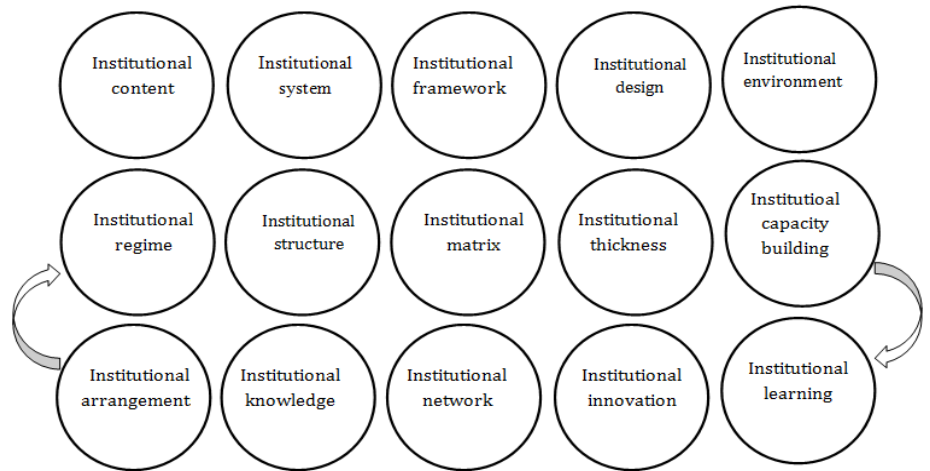 Institutional
content
Institutional
system
Institutional
framework
Institutional
design
Institutional
environment
Institutional
regime
Institutional
structure
Institutional
matrix
Institutional
thickness
Institutioal
capacity
building
Institutional
arrangement
Institutional
knowledge
Institutional
network
Institutional
innovation
Institutional
learning